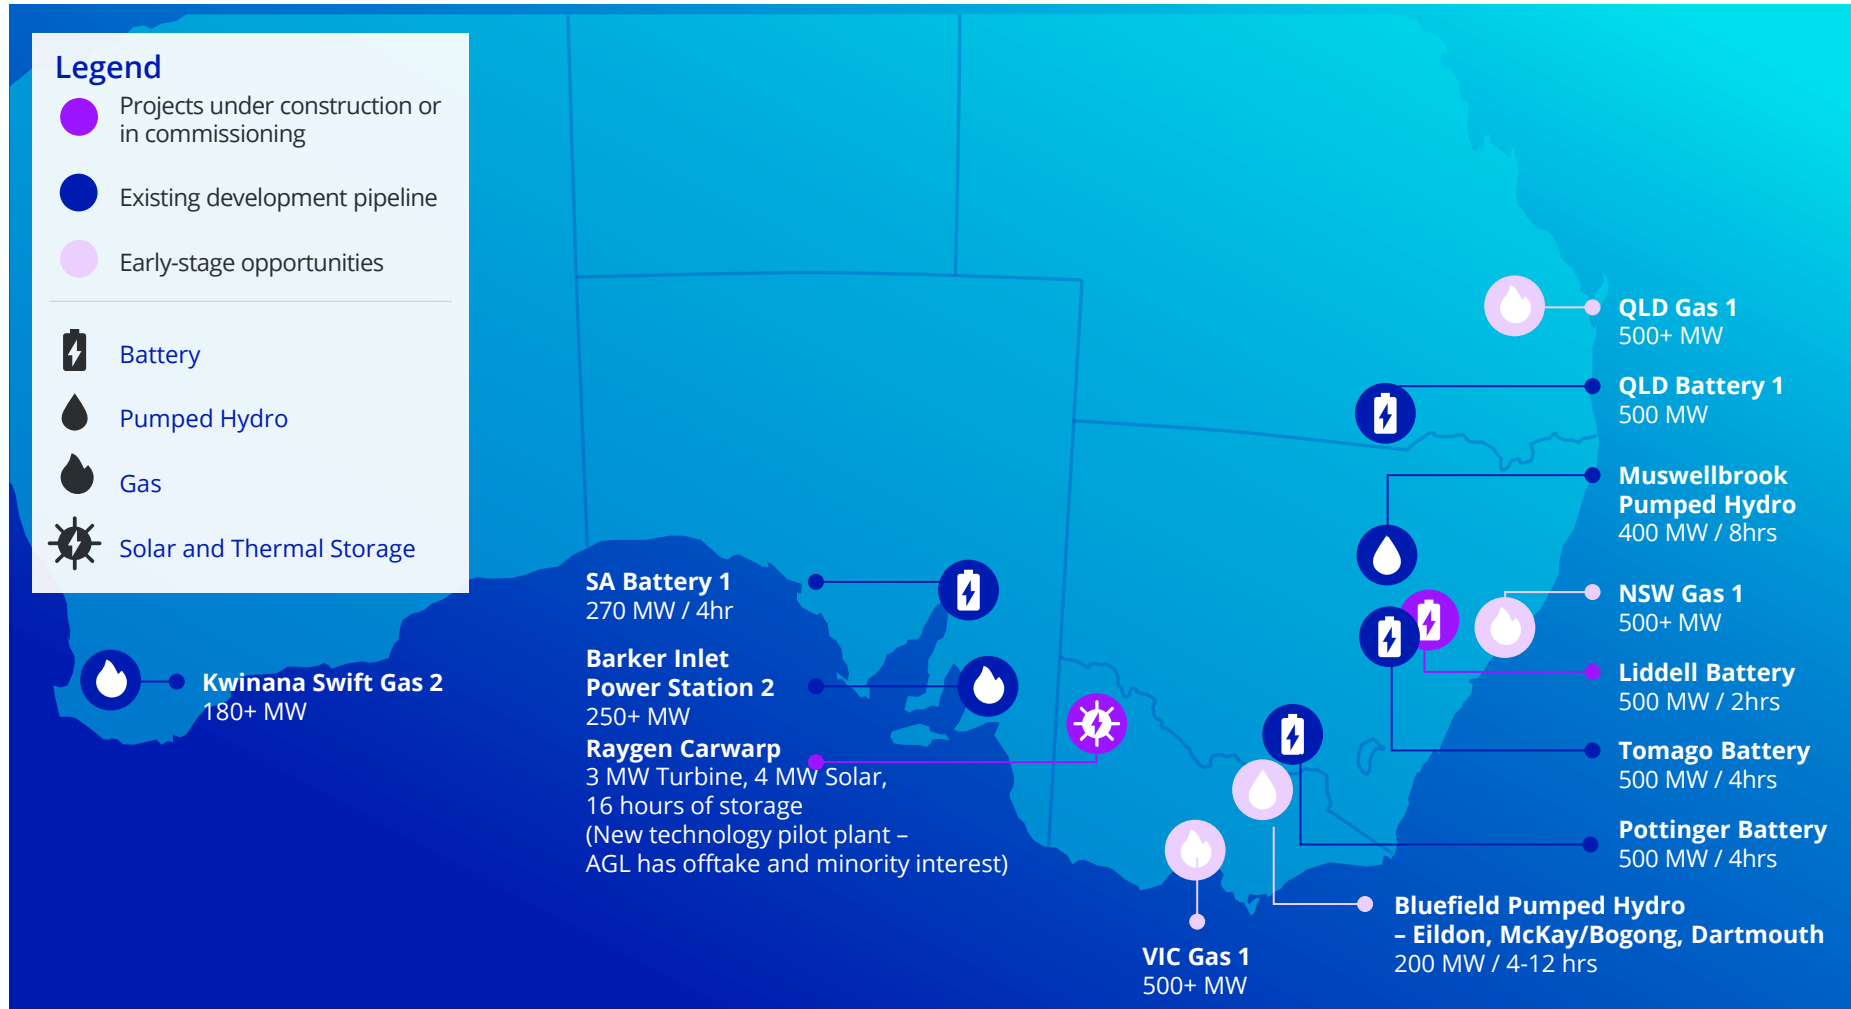 Legend
Projects under construction or
in commissioning
Existing development pipeline
Early-stage opportunities
Battery
Pumped Hydro
Gas
Solar and Thermal Storage
Kwinana Swift Gas 2
180+ MW
SA Battery 1
270 MW / 4hr
Barker Inlet
Power Station 2
250+ MW
Raygen Carwarp
3 MW Turbine, 4 MW Solar,
16 hours of storage
(New technology pilot plant –
AGL has offtake and minority interest)
QLD Gas 1
500+ MW
QLD Battery 1
500 MW
Muswellbrook
Pumped Hydro
400 MW / 8hrs
NSW Gas 1
500+ MW
Liddell Battery
500 MW / 2hrs
Tomago Battery
500 MW / 4hrs
Pottinger Battery
500 MW / 4hrs
Bluefield Pumped Hydro
– Eildon, McKay/Bogong, Dartmouth
200 MW / 4-12 hrs
VIC Gas 1
500+ MW